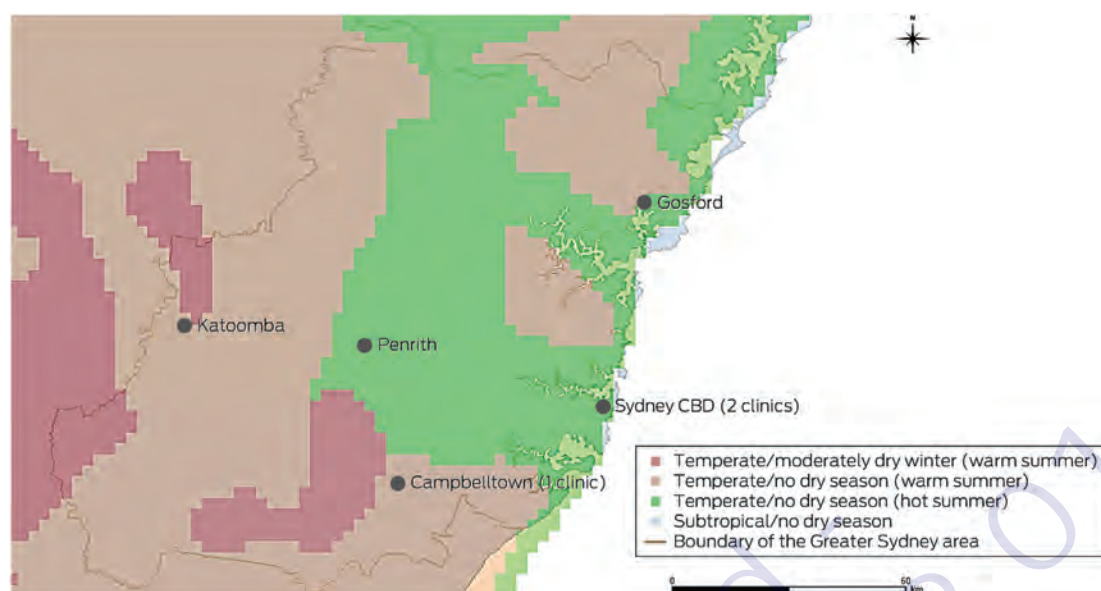 N
Gosford
Katoomba
Penrith
Sydney CBD (2 clinics)
Campbelltown (1 clinic)
Temperate/moderately dry winter (warm summer)
Temperate/no dry season (warm summer)
Temperate/no dry season (hot summer)
Subtropical/no dry season
Boundary of the Greater Sydney area
0